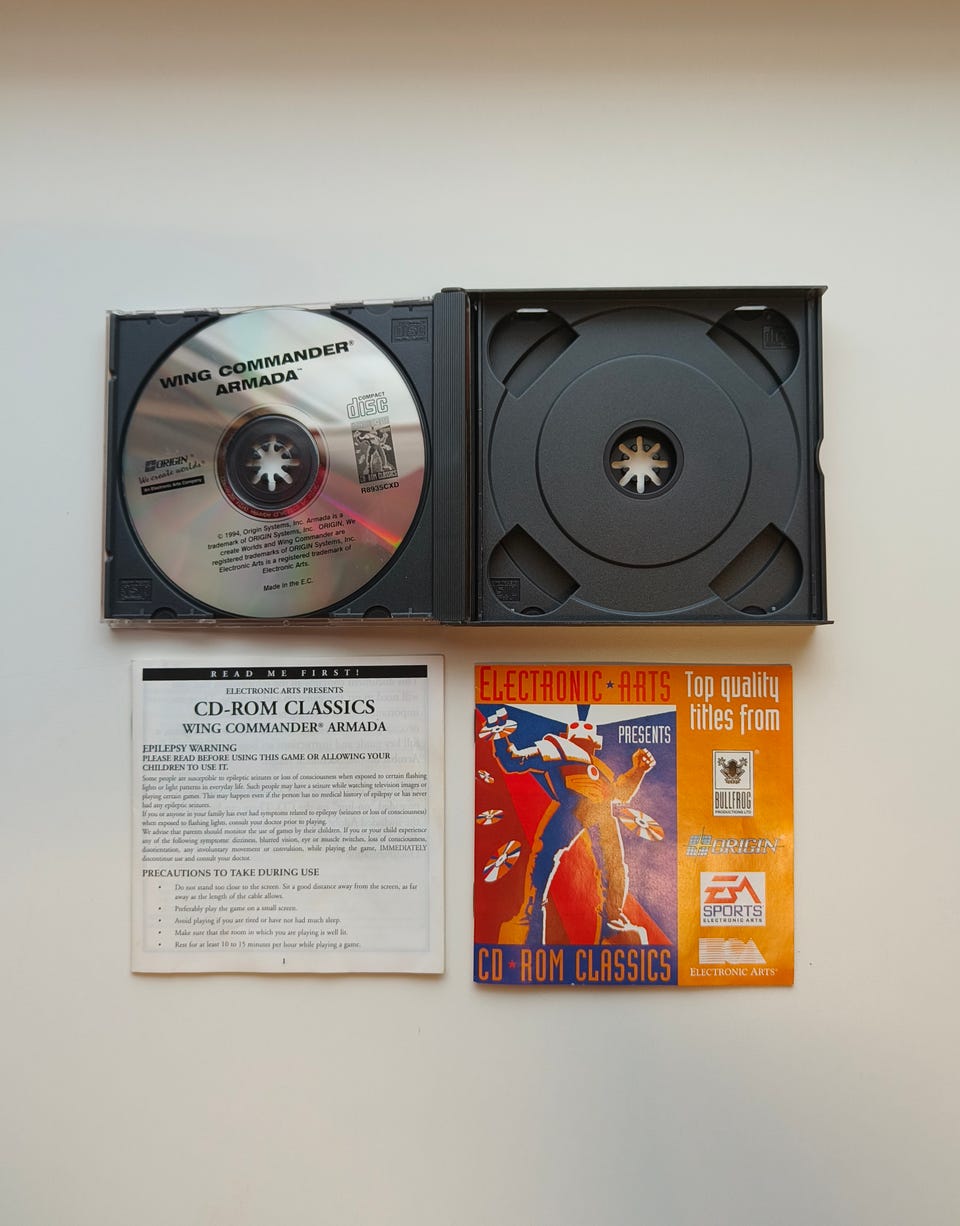 WING COMMANDER®
ARMADA™
COMPACT
disc
ORIGIN™
We create worlds®
An Electronic Arts Company
CD-ROM CLASSICS
R8935CXD
© 1994, Origin Systems, Inc. Armada is a
trademark of ORIGIN Systems, Inc. ORIGIN, We
create Worlds and Wing Commander are
registered trademarks of ORIGIN Systems, Inc.
Electronic Arts is a registered trademark of
Electronic Arts.
Made in the E.C.
READ ME FIRST!
ELECTRONIC ARTS PRESENTS
CD-ROM CLASSICS
WING COMMANDER® ARMADA
EPILEPSY WARNING
PLEASE READ BEFORE USING THIS GAME OR ALLOWING YOUR
CHILDREN TO USE IT.
Some people are susceptible to epileptic seizures or loss of consciousness when exposed to certain flashing
lights or light patterns in everyday life. Such people may have a seizure while watching television images or
playing certain games. This may happen even if the person has no medical history of epilepsy or has never
had any epileptic seizures.
If you or anyone in your family has ever had symptoms related to epilepsy (seizures or loss of consciousness)
when exposed to flashing lights, consult your doctor prior to playing.
We advise that parents should monitor the use of games by their children. If you or your child experience
any of the following symptoms: dizziness, blurred vision, eye or muscle twitches, loss of consciousness,
disorientation, any involuntary movement or convulsion, while playing the game, IMMEDIATELY
discontinue use and consult your doctor.
PRECAUTIONS TO TAKE DURING USE
• Do not stand too close to the screen. Sit a good distance away from the screen, as far
away as the length of the cable allows.
• Preferably play the game on a small screen.
• Avoid playing if you are tired or have not had much sleep.
• Make sure that the room in which you are playing is well lit.
• Rest for at least 10 to 15 minutes per hour while playing a game.
1
ELECTRONIC ARTS
PRESENTS
CD ROM CLASSICS
Top quality
titles from
BULLFROG
PRODUCTIONS LTD
ORIGIN
EA
SPORTS
ELECTRONIC ARTS
ELECTRONIC ARTS®